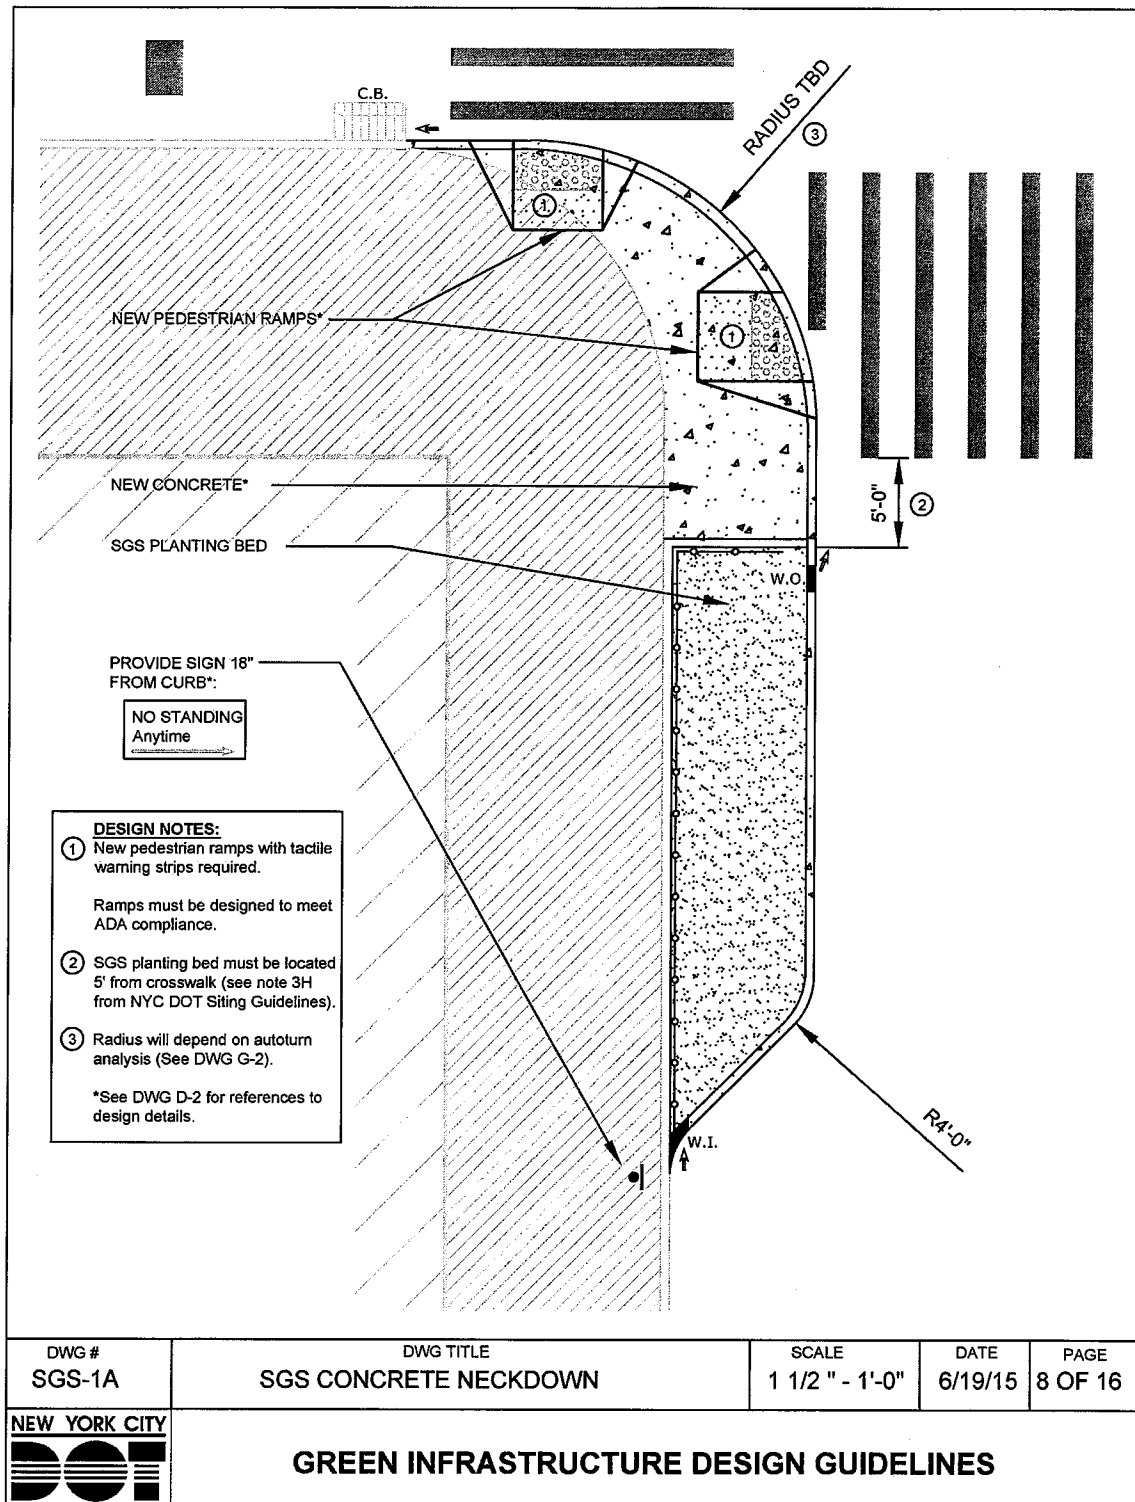 C.B.
RADIUS TBD
3
1
NEW PEDESTRIAN RAMPS*
1
NEW CONCRETE*
5'-0"
2
SGS PLANTING BED
W.O.
PROVIDE SIGN 18"
FROM CURB*:
NO STANDING
Anytime
DESIGN NOTES:
1 New pedestrian ramps with tactile
warning strips required.
Ramps must be designed to meet
ADA compliance.
2 SGS planting bed must be located
5' from crosswalk (see note 3H
from NYC DOT Siting Guidelines).
3 Radius will depend on autoturn
analysis (See DWG G-2).
*See DWG D-2 for references to
design details.
R4'-0"
W.I.
DWG #
SGS-1A
DWG TITLE
SGS CONCRETE NECKDOWN
SCALE
1 1/2 " - 1'-0"
DATE
6/19/15
PAGE
8 OF 16
NEW YORK CITY
DOT
GREEN INFRASTRUCTURE DESIGN GUIDELINES